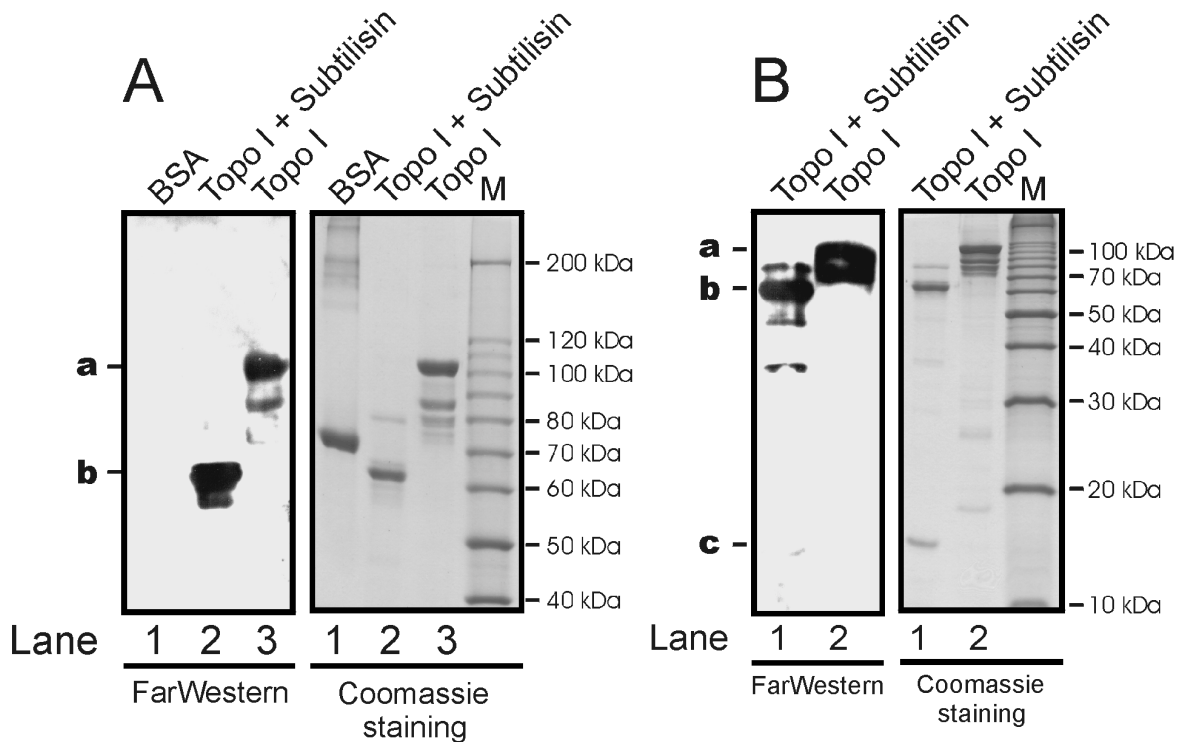 A
BSA
Topo I + Subtilisin
Topo I
BSA
Topo I + Subtilisin
Topo I
M
a
b
200 kDa
120 kDa
100 kDa
80 kDa
70 kDa
60 kDa
50 kDa
40 kDa
Lane 1 2 3 1 2 3
FarWestern
Coomassie
staining
B
Topo I + Subtilisin
Topo I
Topo I + Subtilisin
Topo I
M
a
b
c
100 kDa
70 kDa
50 kDa
40 kDa
30 kDa
20 kDa
10 kDa
Lane 1 2 1 2
FarWestern
Coomassie
staining